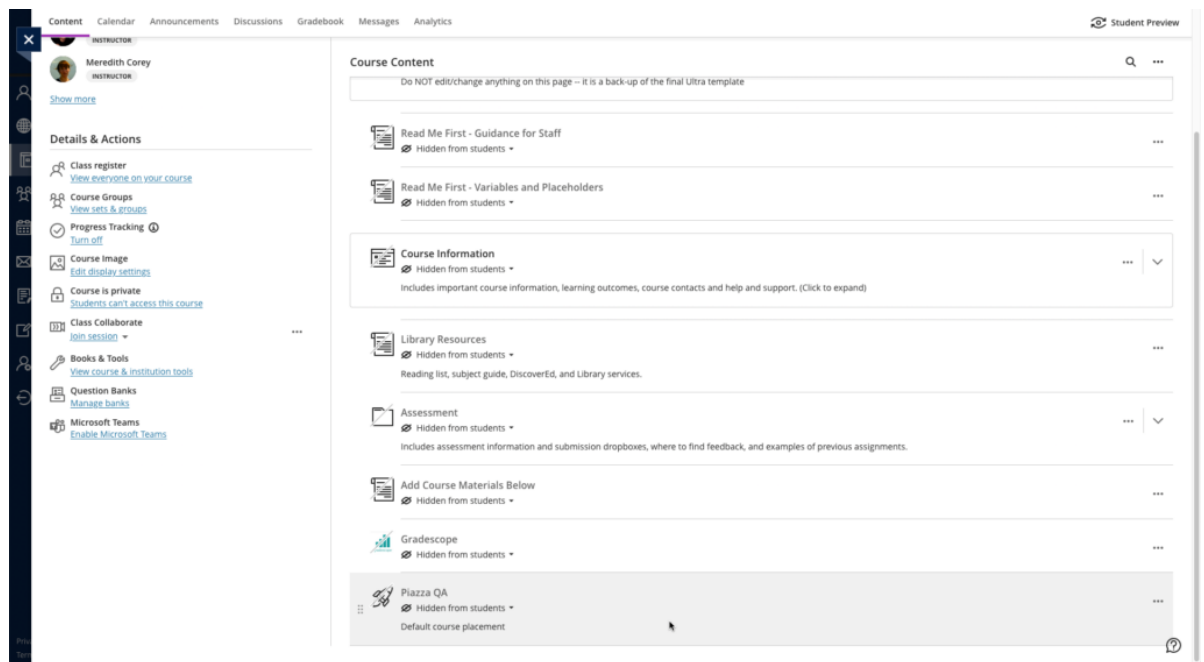 Content Calendar Announcements Discussions Gradebook Messages Analytics
Student Preview
INSTRUCTOR
Meredith Corey
INSTRUCTOR
Show more
Details & Actions
Class register
View everyone on your course
Course Groups
View sets & groups
Progress Tracking
Turn off
Course Image
Edit display settings
Course is private
Students can't access this course
Class Collaborate
Join session
Books & Tools
View course & institution tools
Question Banks
Manage banks
Microsoft Teams
Enable Microsoft Teams
Course Content
Do NOT edit/change anything on this page -- it is a back-up of the final Ultra template
Read Me First - Guidance for Staff
Hidden from students
Read Me First - Variables and Placeholders
Hidden from students
Course Information
Hidden from students
Includes important course information, learning outcomes, course contacts and help and support. (Click to expand)
Library Resources
Hidden from students
Reading list, subject guide, DiscoverEd, and Library services.
Assessment
Hidden from students
Includes assessment information and submission dropboxes, where to find feedback, and examples of previous assignments.
Add Course Materials Below
Hidden from students
Gradescope
Hidden from students
Piazza QA
Hidden from students
Default course placement